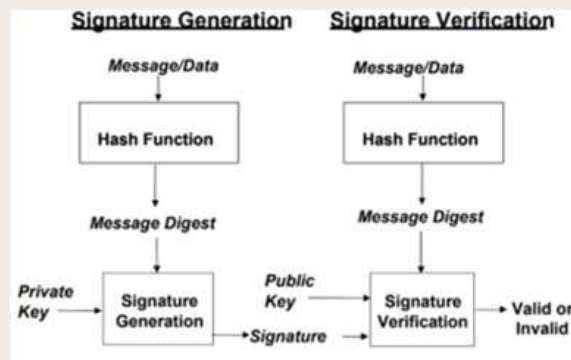 Signature Generation
Message/Data
Hash Function
Message Digest
Private
Key
Signature
Generation
Signature
Signature Verification
Message/Data
Hash Function
Message Digest
Public
Key
Signature
Verification
Valid or
Invalid